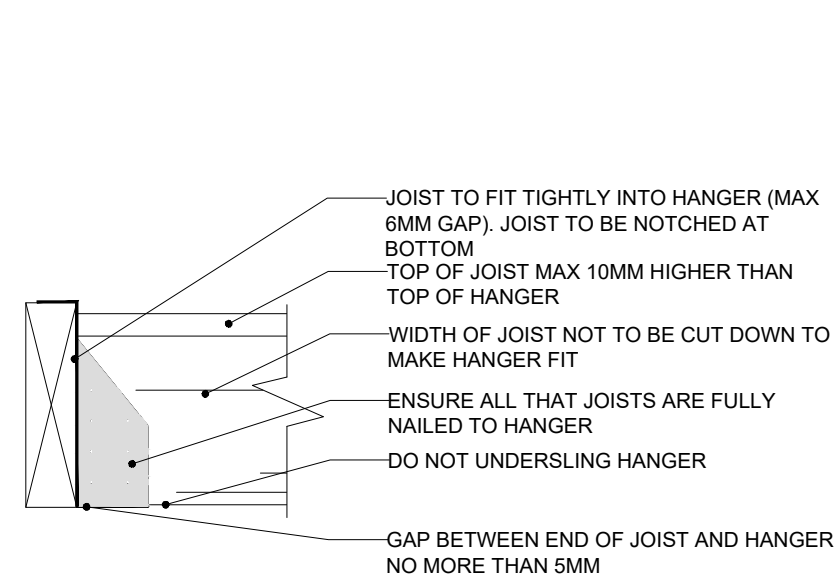 JOIST TO FIT TIGHTLY INTO HANGER (MAX
6MM GAP). JOIST TO BE NOTCHED AT
BOTTOM
TOP OF JOIST MAX 10MM HIGHER THAN
TOP OF HANGER
WIDTH OF JOIST NOT TO BE CUT DOWN TO
MAKE HANGER FIT
ENSURE ALL THAT JOISTS ARE FULLY
NAILED TO HANGER
DO NOT UNDERSLING HANGER
GAP BETWEEN END OF JOIST AND HANGER
NO MORE THAN 5MM